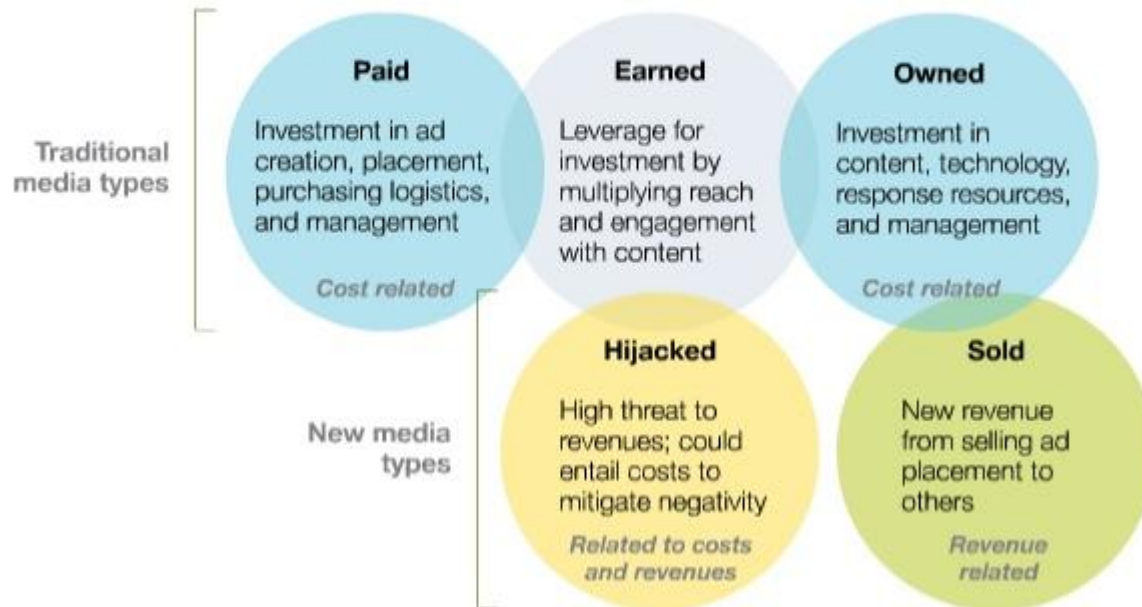 Traditional
media types
Paid
Investment in ad
creation, placement,
purchasing logistics,
and management
Cost related
Earned
Leverage for
investment by
multiplying reach
and engagement
with content
Owned
Investment in
content, technology,
response resources,
and management
Cost related
New media
types
Hijacked
High threat to
revenues; could
entail costs to
mitigate negativity
Related to costs
and revenues
Sold
New revenue
from selling ad
placement to
others
Revenue
related